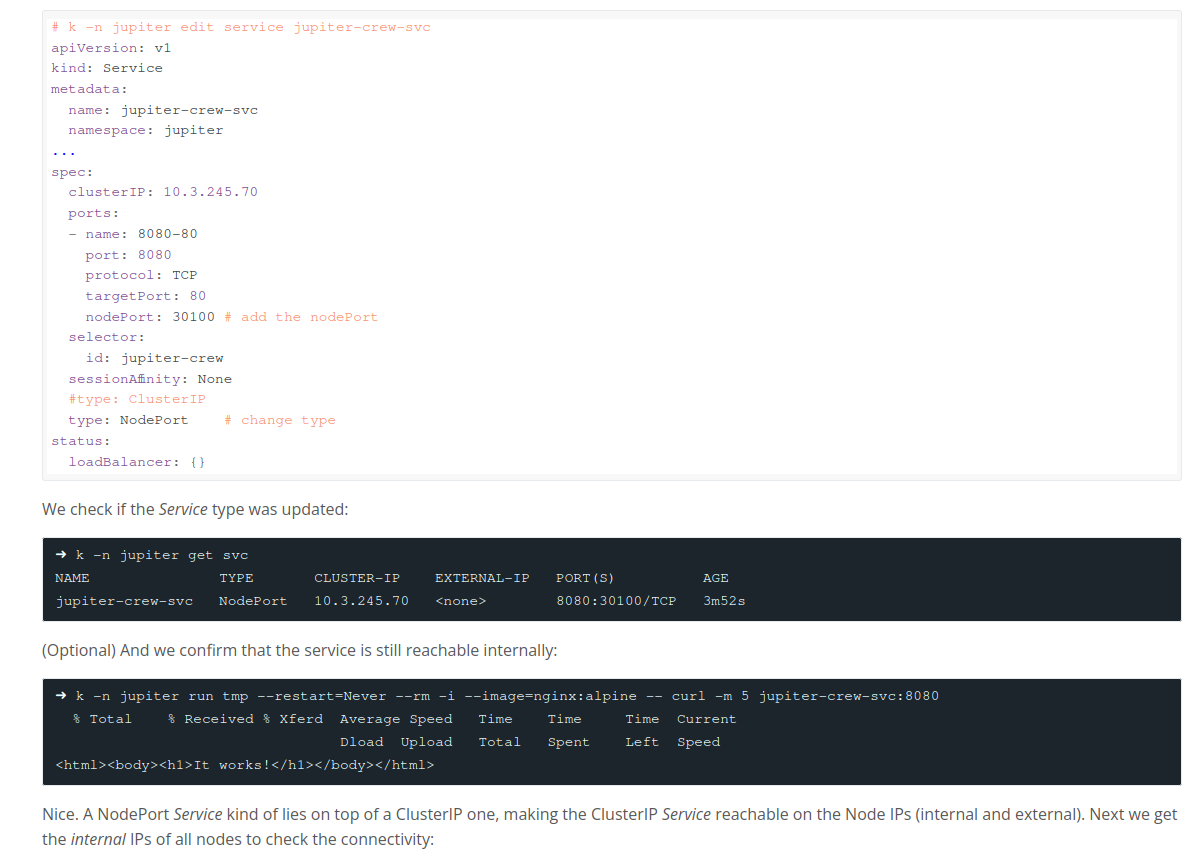 # k -n jupiter edit service jupiter-crew-svc
apiVersion: v1
kind: Service
metadata:
  name: jupiter-crew-svc
  namespace: jupiter
...
spec:
  clusterIP: 10.3.245.70
  ports:
  - name: 8080-80
    port: 8080
    protocol: TCP
    targetPort: 80
    nodePort: 30100 # add the nodePort
  selector:
    id: jupiter-crew
  sessionAffinity: None
  #type: ClusterIP
  type: NodePort    # change type
status:
  loadBalancer: {}
We check if the Service type was updated:
➜ k -n jupiter get svc
NAME               TYPE       CLUSTER-IP    EXTERNAL-IP   PORT(S)          AGE
jupiter-crew-svc   NodePort   10.3.245.70   <none>        8080:30100/TCP   3m52s
(Optional) And we confirm that the service is still reachable internally:
➜ k -n jupiter run tmp --restart=Never --rm -i --image=nginx:alpine -- curl -m 5 jupiter-crew-svc:8080
  % Total    % Received % Xferd  Average Speed   Time    Time     Time  Current
                                 Dload  Upload   Total   Spent    Left  Speed
<html><body><h1>It works!</h1></body></html>
Nice. A NodePort Service kind of lies on top of a ClusterIP one, making the ClusterIP Service reachable on the Node IPs (internal and external). Next we get
the internal IPs of all nodes to check the connectivity: